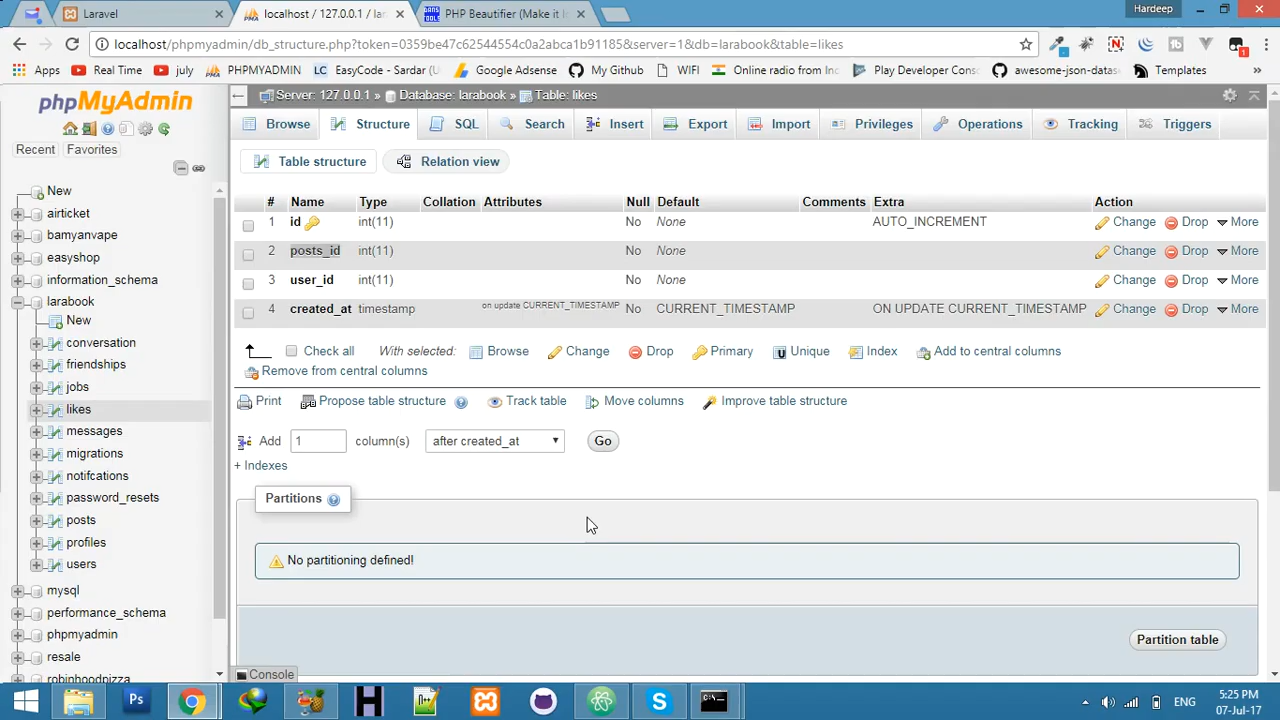 Laravel
localhost / 127.0.0.1 / lar
PHP Beautifier (Make it l
Hardeep
localhost/phpmyadmin/db_structure.php?token=0359be47c62544554c0a2abca1b91185&server=1&db=larabook&table=likes
Apps Real Time july PHPMYADMIN EasyCode - Sardar (U GoogleAdsense My Github WIFI Online radio from Inc Play Developer Cons awesome-json-datas Templates »
phpMyAdmin
Recent Favorites
New
airticket
bamyanvape
easyshop
information_schema
larabook
New
conversation
friendships
jobs
likes
messages
migrations
notifcations
password_resets
posts
profiles
users
mysql
performance_schema
phpmyadmin
resale
robinhoodpizza
Server: 127.0.0.1 » Database: larabook » Table: likes
Browse Structure SQL Search Insert Export Import Privileges Operations Tracking Triggers
Table structure Relation view
# Name Type Collation Attributes Null Default Comments Extra Action
1 id int(11) No None AUTO_INCREMENT Change Drop More
2 posts_id int(11) No None Change Drop More
3 user_id int(11) No None Change Drop More
4 created_at timestamp on update CURRENT_TIMESTAMP No CURRENT_TIMESTAMP ON UPDATE CURRENT_TIMESTAMP Change Drop More
Check all With selected: Browse Change Drop Primary Unique Index Add to central columns
Remove from central columns
Print Propose table structure Track table Move columns Improve table structure
Add 1 column(s) after created_at Go
+ Indexes
Partitions
No partitioning defined!
Partition table
Console
ENG
5:25 PM
07-Jul-17